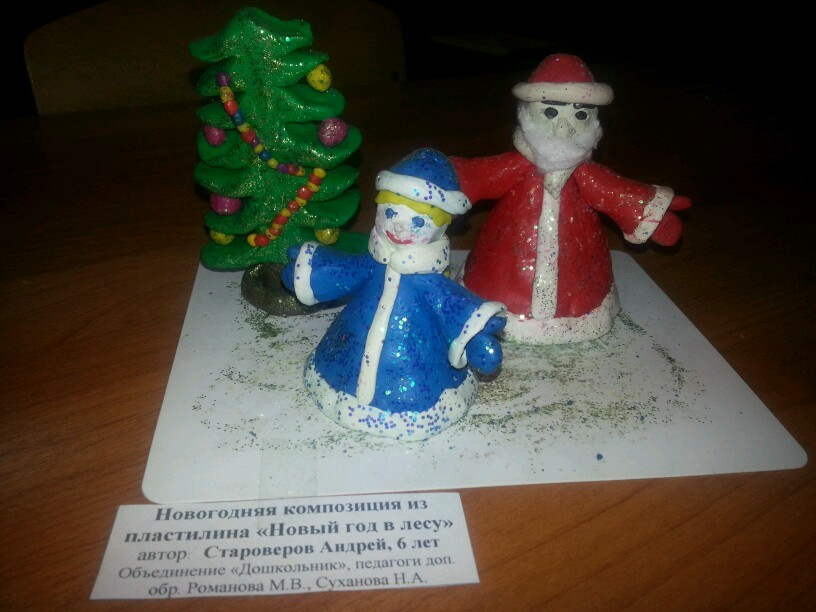 Новогодняя композиция из
пластилина «Новый год в лесу»
автор: Староверов Андрей, 6 лет
Объединение «Дошкольник», педагоги доп.
обр. Романова М.В., Суханова Н.А.